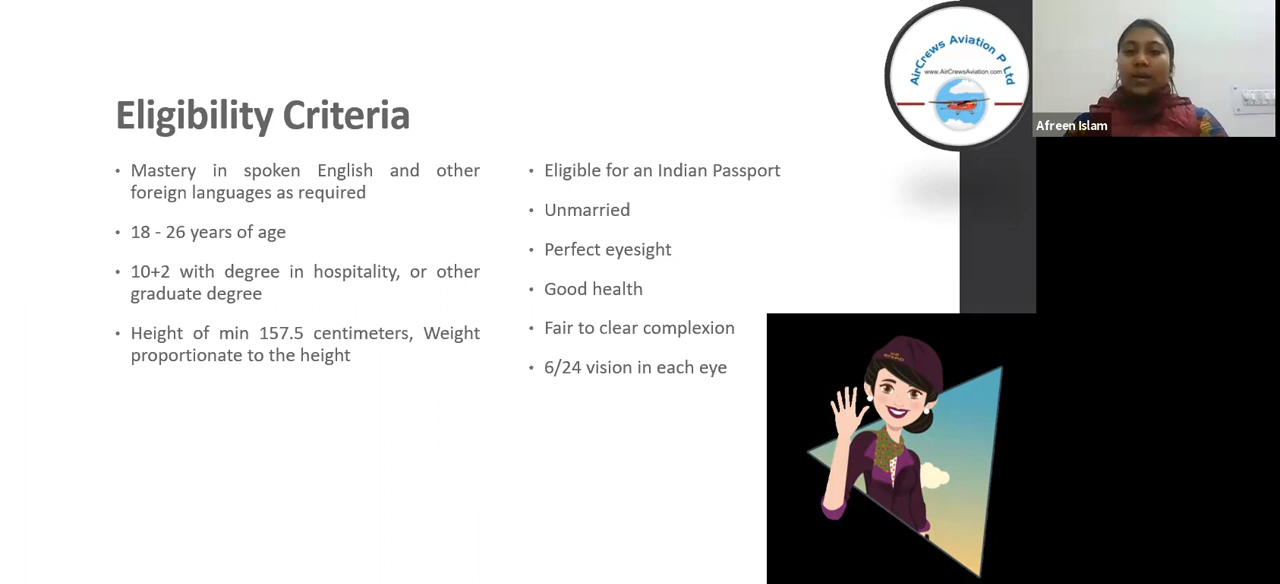 Eligibility Criteria
• Mastery in spoken English and other
foreign languages as required
• 18 - 26 years of age
• 10+2 with degree in hospitality, or other
graduate degree
• Height of min 157.5 centimeters, Weight
proportionate to the height
• Eligible for an Indian Passport
• Unmarried
• Perfect eyesight
• Good health
• Fair to clear complexion
• 6/24 vision in each eye
AirCrews Aviation P Ltd
www.AirCrewsAviation.com
Afreen Islam